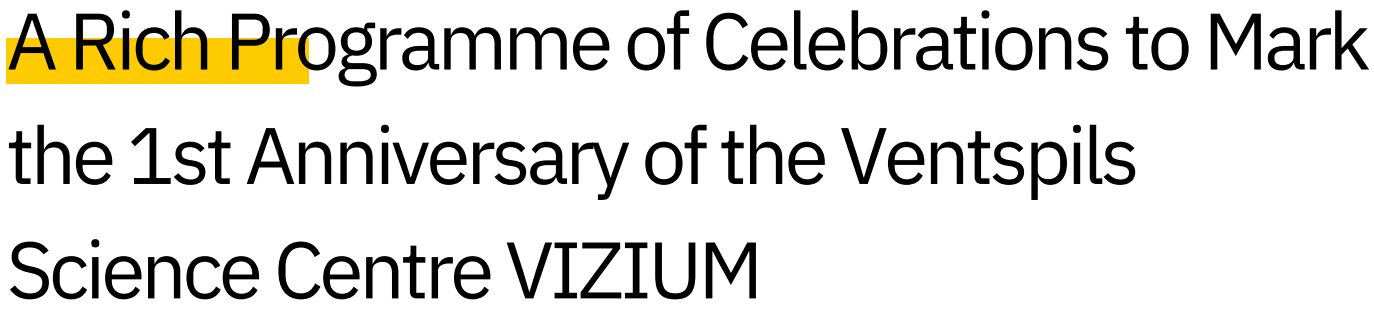 A Rich Programme of Celebrations to Mark
the 1st Anniversary of the Ventspils
Science Centre VIZIUM